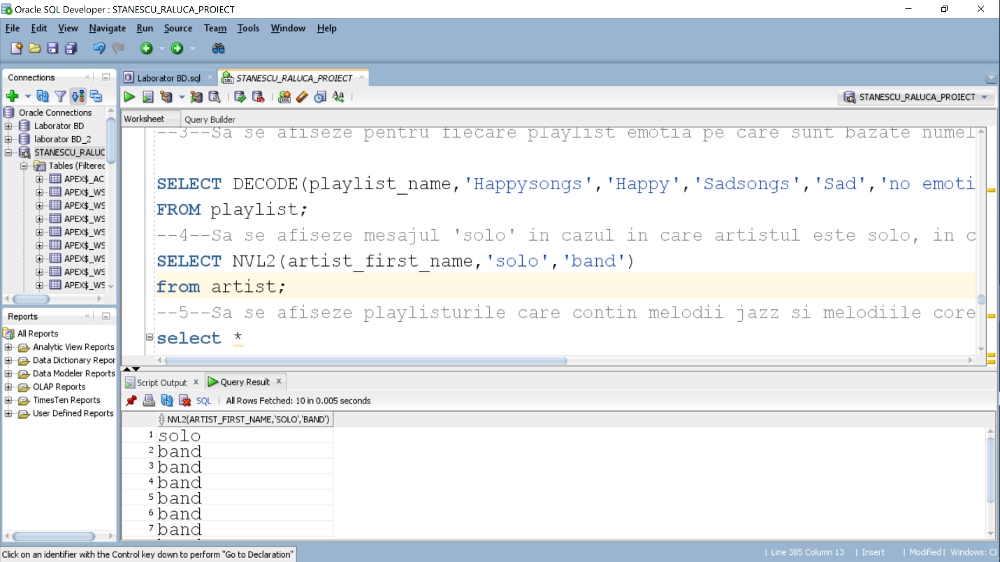 Oracle SQL Developer : STANESCU_RALUCA_PROIECT
File Edit View Navigate Run Source Team Tools Window Help
Connections
Oracle Connections
Laborator BD
laborator BD_2
STANESCU_RALUC
Tables (Filtered
APEX$_AC
APEX$_WS
APEX$_WS
APEX$_WS
APEX$_WS
APEX$_WS
APEX$_WS
APEX$_WS
APEX$_WS
Reports
All Reports
Analytic View Reports
Data Dictionary Repor
Data Modeler Reports
OLAP Reports
TimesTen Reports
User Defined Reports
Laborator BD.sql
STANESCU_RALUCA_PROIECT
STANESCU_RALUCA_PROIECT
Worksheet Query Builder
--3--Sa se afiseze pentru fiecare playlist emotia pe care sunt bazate numel
SELECT DECODE(playlist_name,'Happysongs','Happy','Sadsongs','Sad','no emoti
FROM playlist;
--4--Sa se afiseze mesajul 'solo' in cazul in care artistul este solo, in c
SELECT NVL2(artist_first_name,'solo','band')
from artist;
--5--Sa se afiseze playlisturile care contin melodii jazz si melodiile core
select *
Script Output x Query Result x
SQL | All Rows Fetched: 10 in 0.005 seconds
NVL2(ARTIST_FIRST_NAME,'SOLO','BAND')
1 solo
2 band
3 band
4 band
5 band
6 band
7 band
Click on an identifier with the Control key down to perform "Go to Declaration"
| Line 385 Column 13 | Insert | Modified | Windows: CI